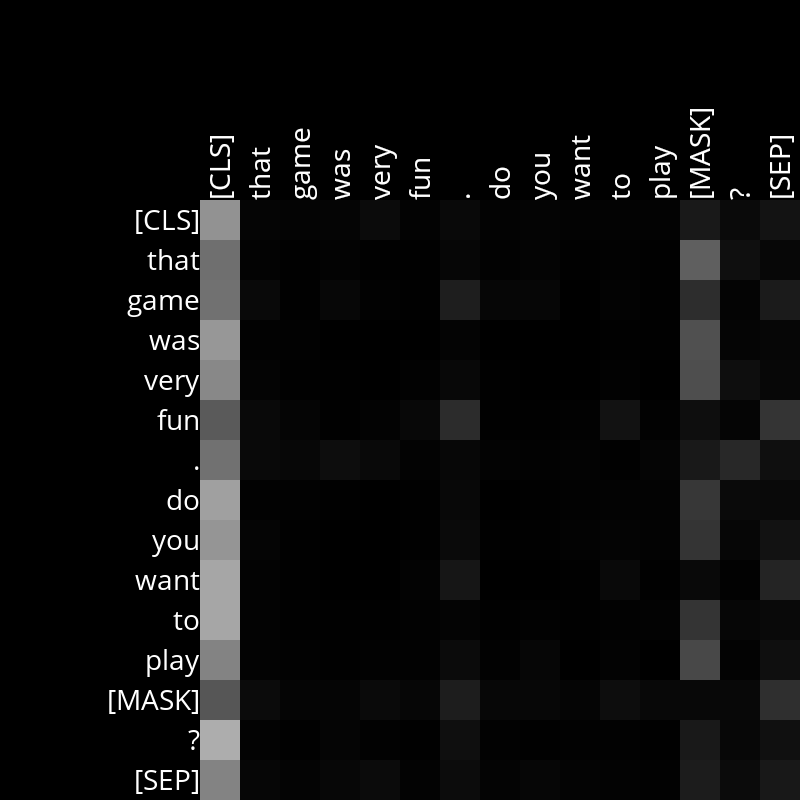 [CLS] that game was very fun . do you want to play [MASK] ? [SEP]
[CLS]
that
game
was
very
fun
.
do
you
want
to
play
[MASK]
?
[SEP]